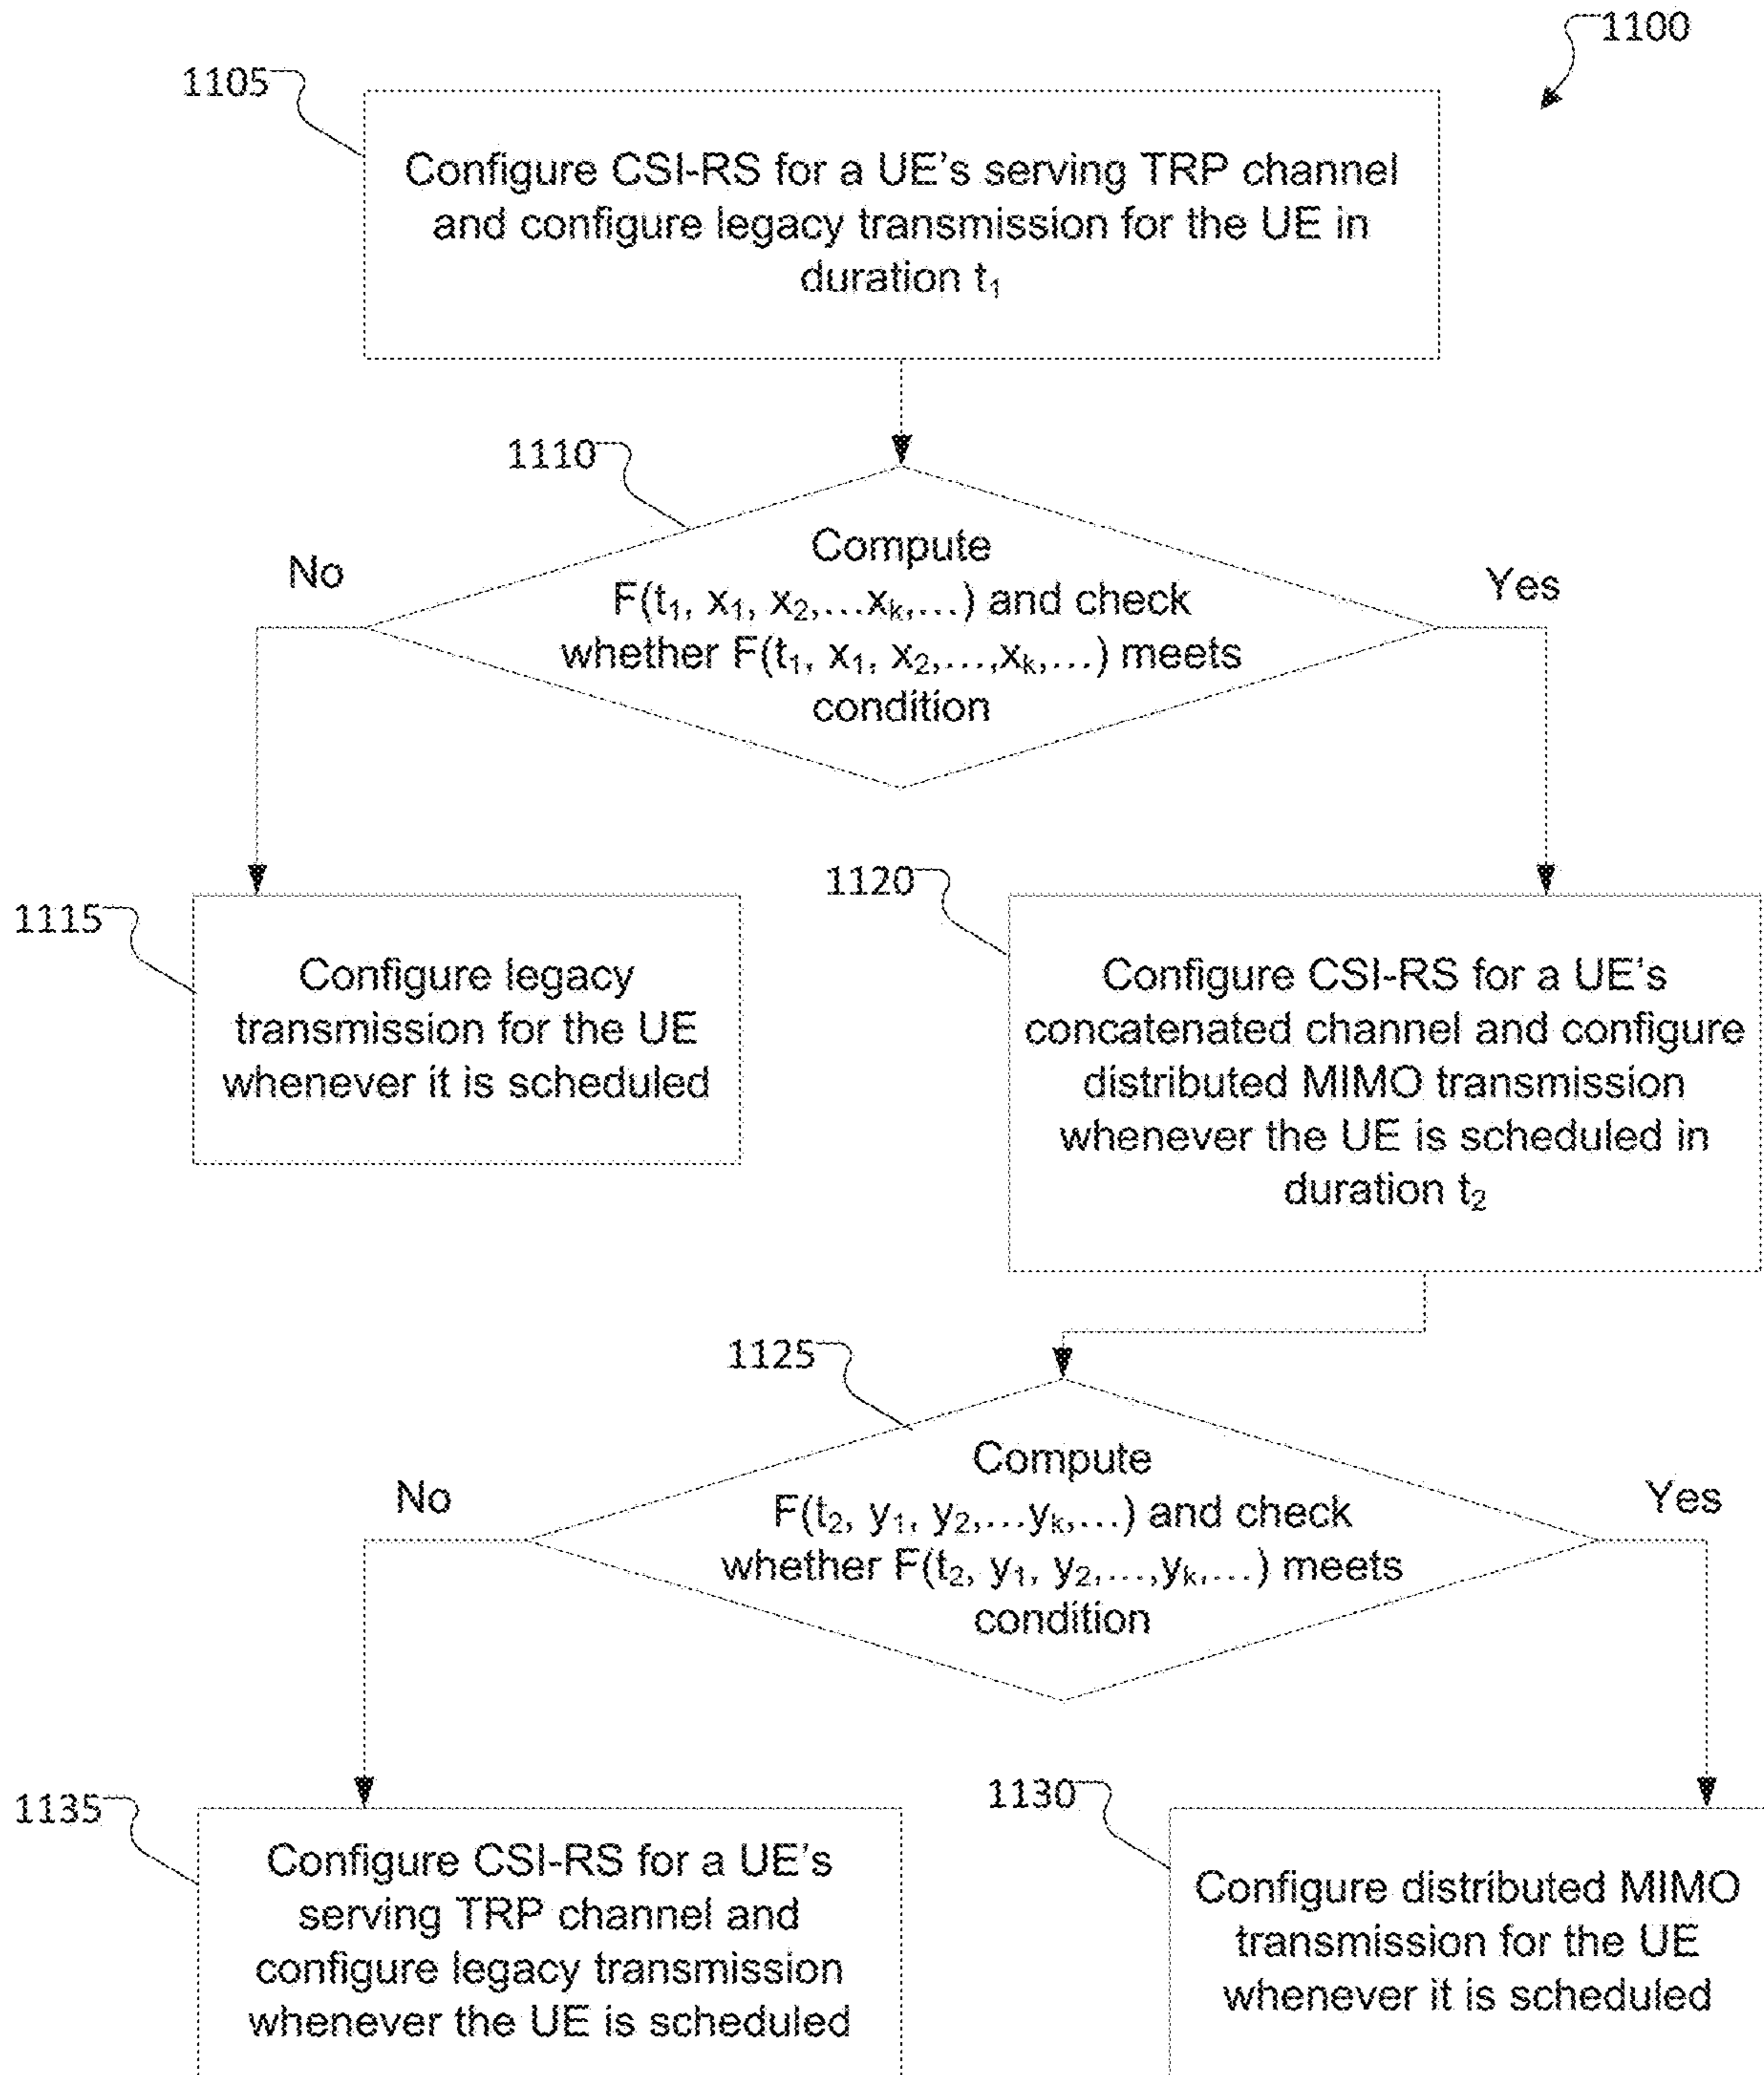 1100
1105
Configure CSI-RS for a UE's serving TRP channel
and configure legacy transmission for the UE in
duration t₁
1110
Compute
F(t₁, x₁, x₂,...xₖ,...) and check
whether F(t₁, x₁, x₂,...,xₖ,...) meets
condition
No
Yes
1115
Configure legacy
transmission for the UE
whenever it is scheduled
1120
Configure CSI-RS for a UE's
concatenated channel and configure
distributed MIMO transmission
whenever the UE is scheduled in
duration t₂
1125
Compute
F(t₂, y₁, y₂,...yₖ,...) and check
whether F(t₂, y₁, y₂,...,yₖ,...) meets
condition
No
Yes
1135
Configure CSI-RS for a UE's
serving TRP channel and
configure legacy transmission
whenever the UE is scheduled
1130
Configure distributed MIMO
transmission for the UE
whenever it is scheduled